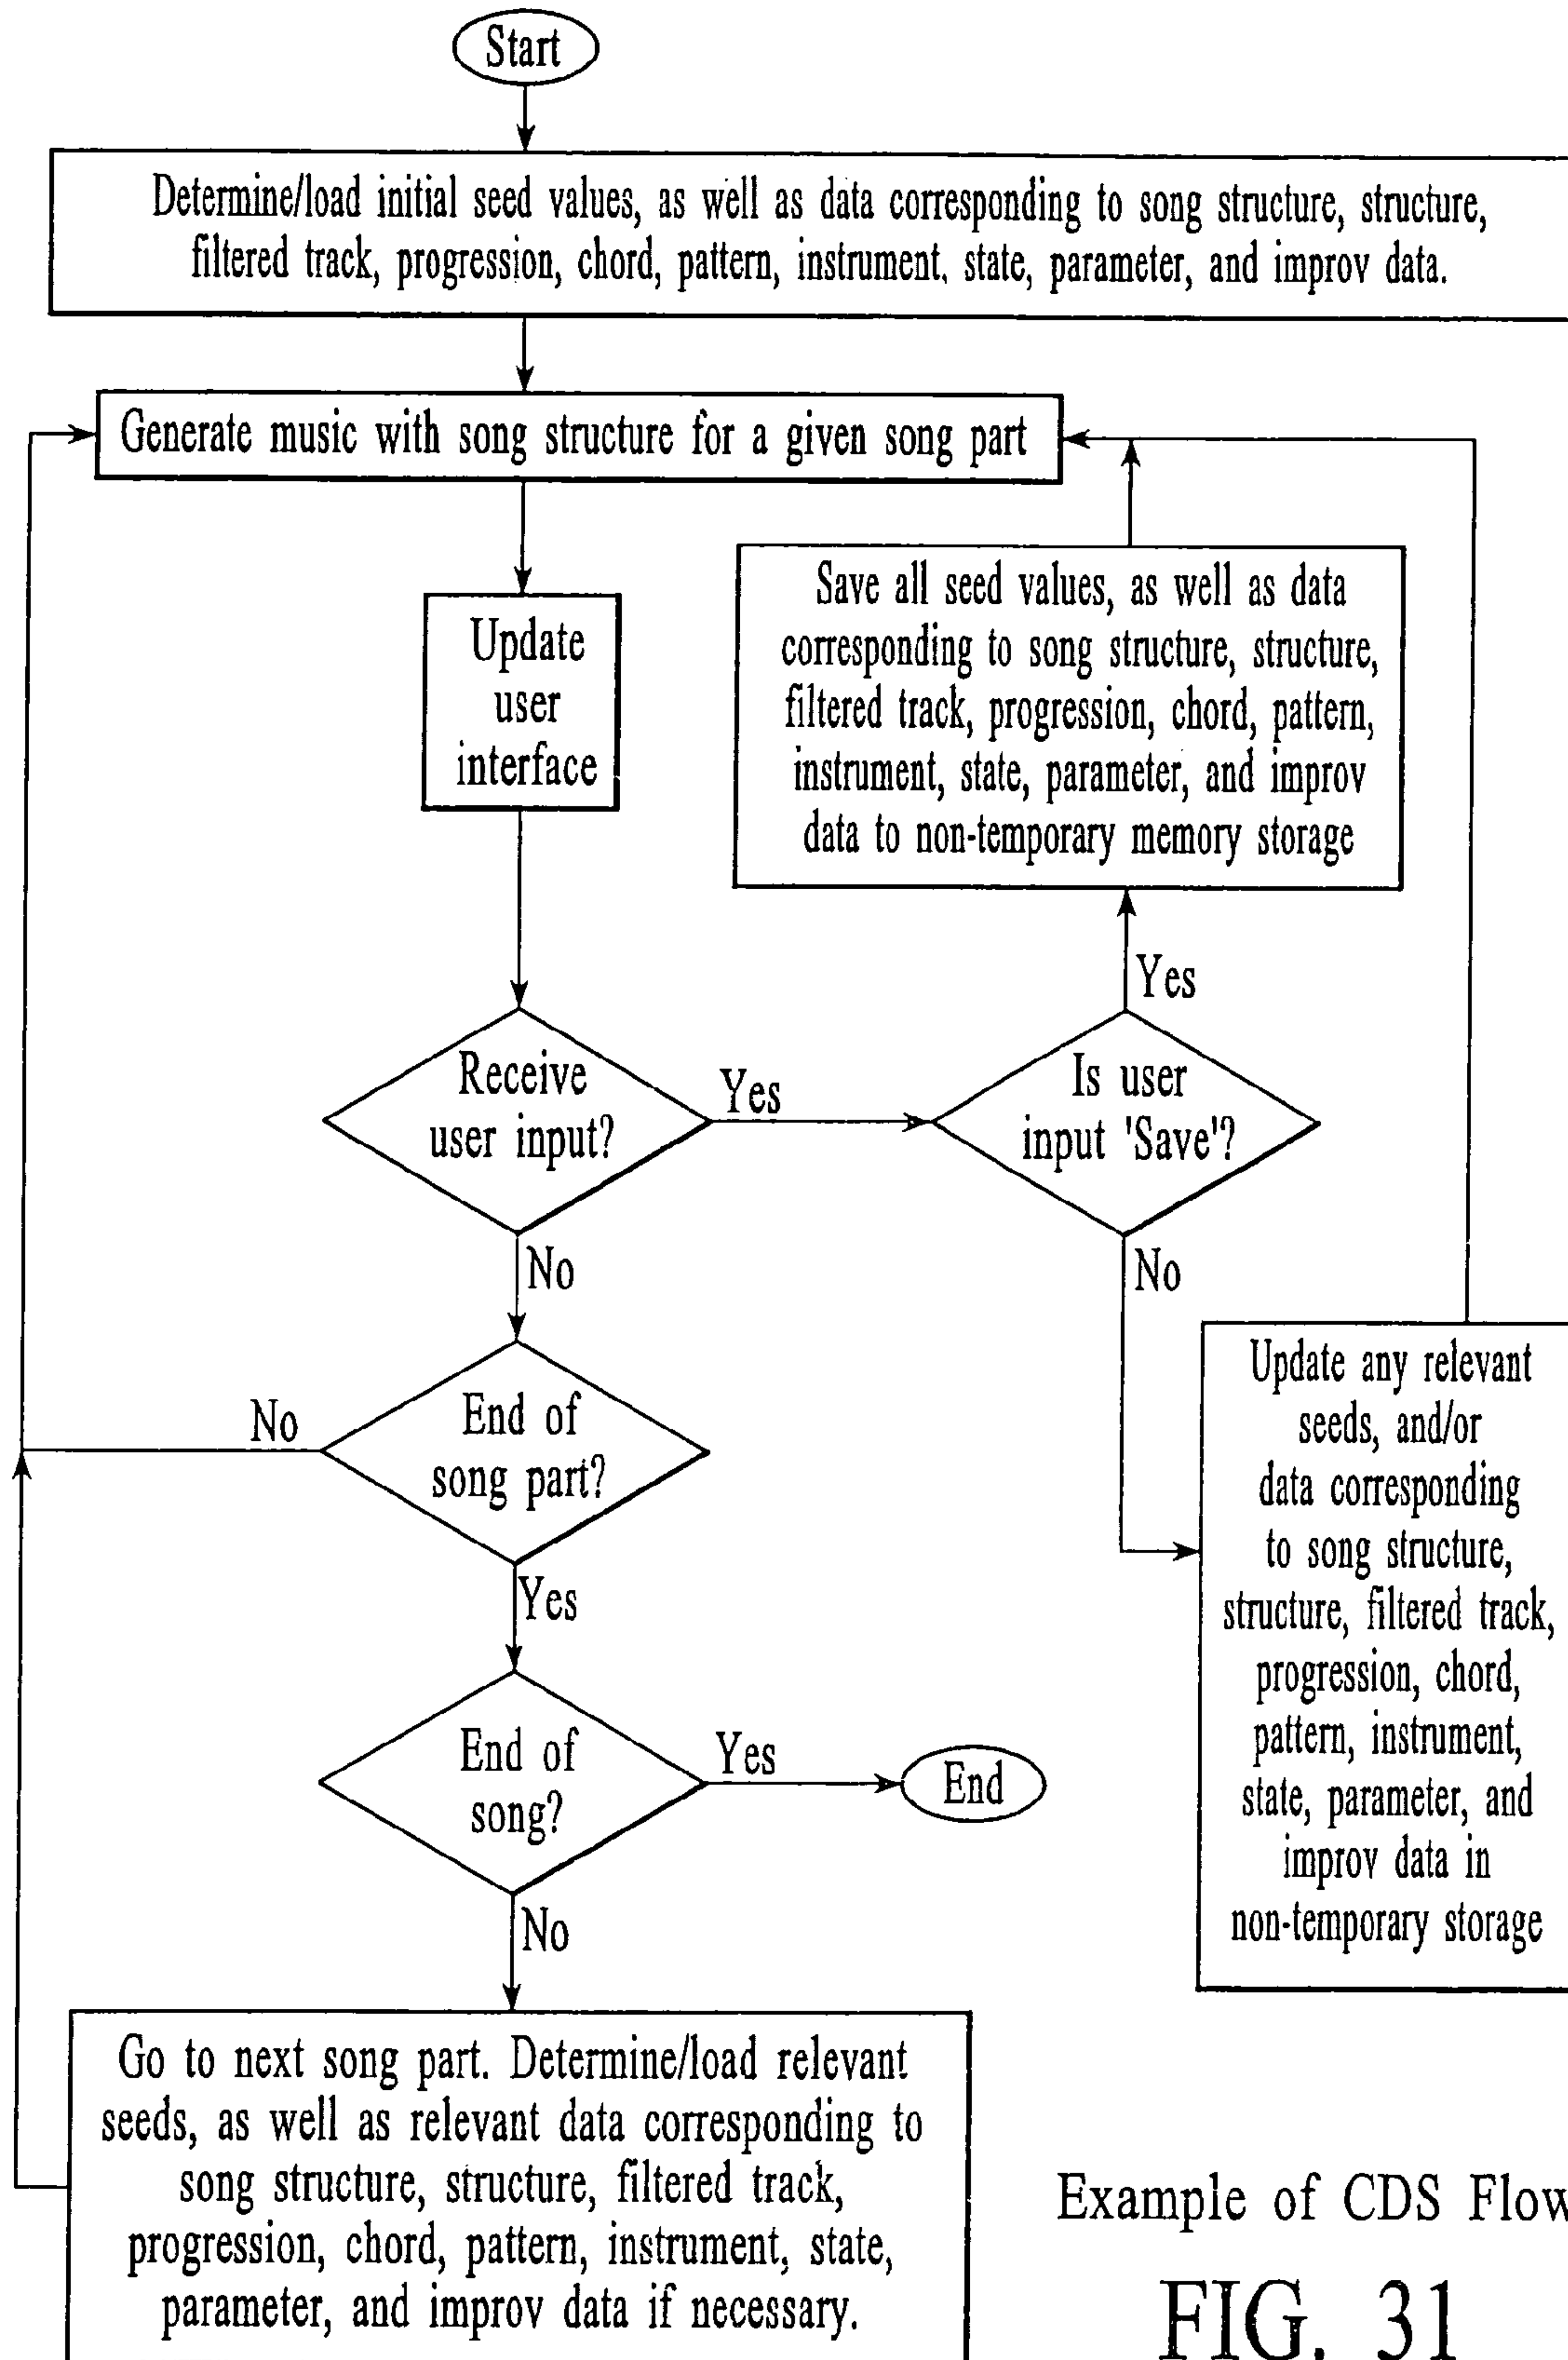 Start
Determine/load initial seed values, as well as data corresponding to song structure, structure,
filtered track, progression, chord, pattern, instrument, state, parameter, and improv data.
Generate music with song structure for a given song part
Update
user
interface
Save all seed values, as well as data
corresponding to song structure, structure,
filtered track, progression, chord, pattern,
instrument, state, parameter, and improv
data to non-temporary memory storage
Yes
Receive
user input?
Yes
Is user
input 'Save'?
No
No
Update any relevant
seeds, and/or
data corresponding
to song structure,
structure, filtered track,
progression, chord,
pattern, instrument,
state, parameter, and
improv data in
non-temporary storage
No
End of
song part?
Yes
End of
song?
Yes
End
No
Go to next song part. Determine/load relevant
seeds, as well as relevant data corresponding to
song structure, structure, filtered track,
progression, chord, pattern, instrument, state,
parameter, and improv data if necessary.
Example of CDS Flow
FIG. 31